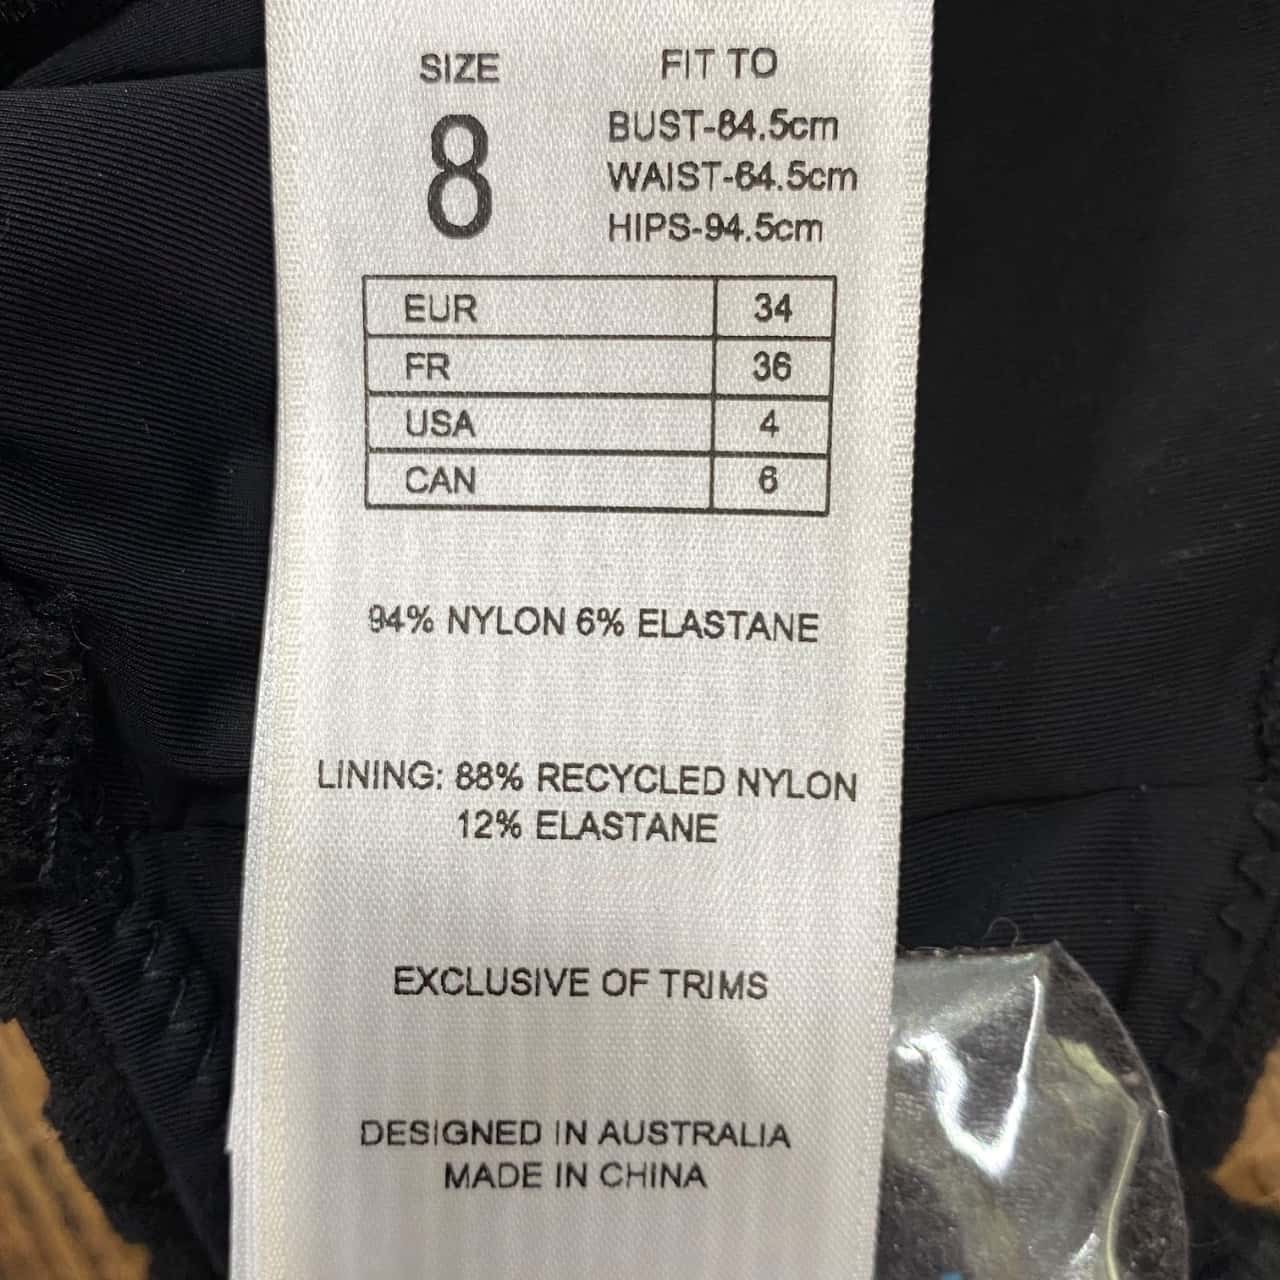 SIZE
8
FIT TO
BUST-84.5cm
WAIST-64.5cm
HIPS-94.5cm
EUR 34
FR 36
USA 4
CAN 6
94% NYLON 6% ELASTANE
LINING: 88% RECYCLED NYLON
12% ELASTANE
EXCLUSIVE OF TRIMS
DESIGNED IN AUSTRALIA
MADE IN CHINA